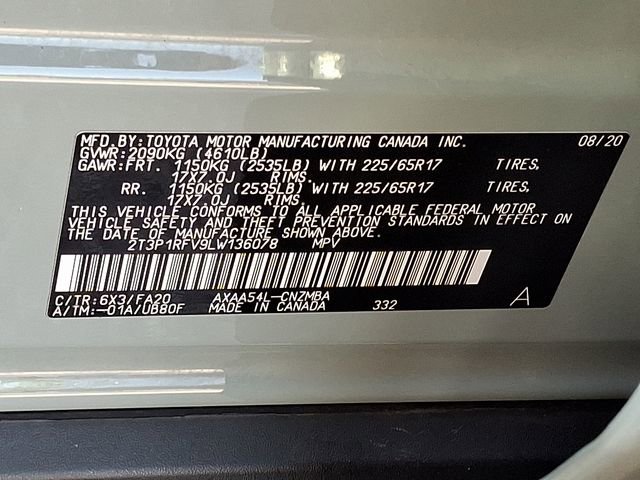 MFD.BY:TOYOTA MOTOR MANUFACTURING CANADA INC. 08/20
GVWR:2090KG (4610LB)
GAWR:FRT. 1150KG (2535LB) WITH 225/65R17 TIRES,
17X7.0J RIMS.
RR. 1150KG (2535LB) WITH 225/65R17 TIRES,
17X7.0J RIMS.
THIS VEHICLE CONFORMS TO ALL APPLICABLE FEDERAL MOTOR
VEHICLE SAFETY AND THEFT PREVENTION STANDARDS IN EFFECT ON
THE DATE OF MANUFACTURE SHOWN ABOVE.
2T3P1RFV9LW136078 MPV
C/TR:6X3/FA20 AXAA54L-CNZMBA
A/TM:-01A/UB80F MADE IN CANADA 332 A